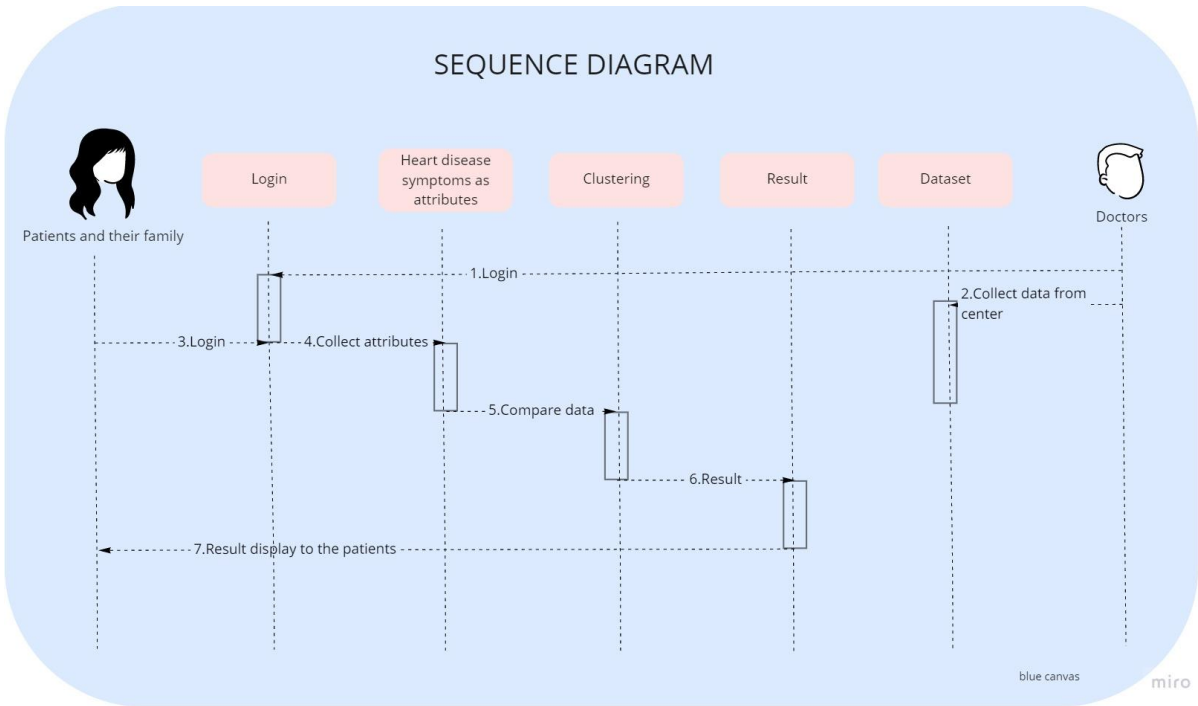 SEQUENCE DIAGRAM
Patients and their family
Login
Heart disease
symptoms as
attributes
Clustering
Result
Dataset
Doctors
1.Login
2.Collect data from
center
3.Login
4.Collect attributes
5.Compare data
6.Result
7.Result display to the patients
blue canvas
miro